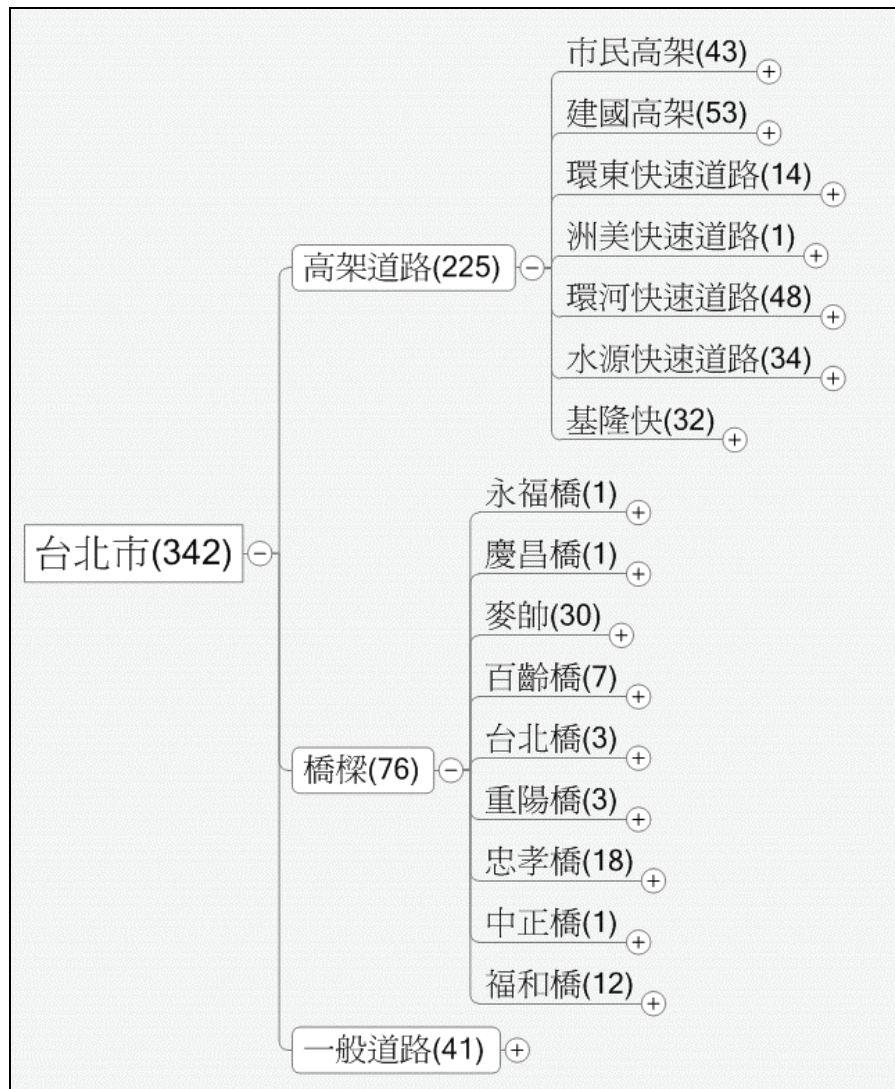 市民高架(43)
建國高架(53)
環東快速道路(14)
洲美快速道路(1)
高架道路(225)
環河快速道路(48)
水源快速道路(34)
基隆快(32)
台北市(342)
永福橋(1)
慶昌橋(1)
麥帥(30)
百齡橋(7)
台北橋(3)
橋樑(76)
重陽橋(3)
忠孝橋(18)
中正橋(1)
福和橋(12)
一般道路(41)